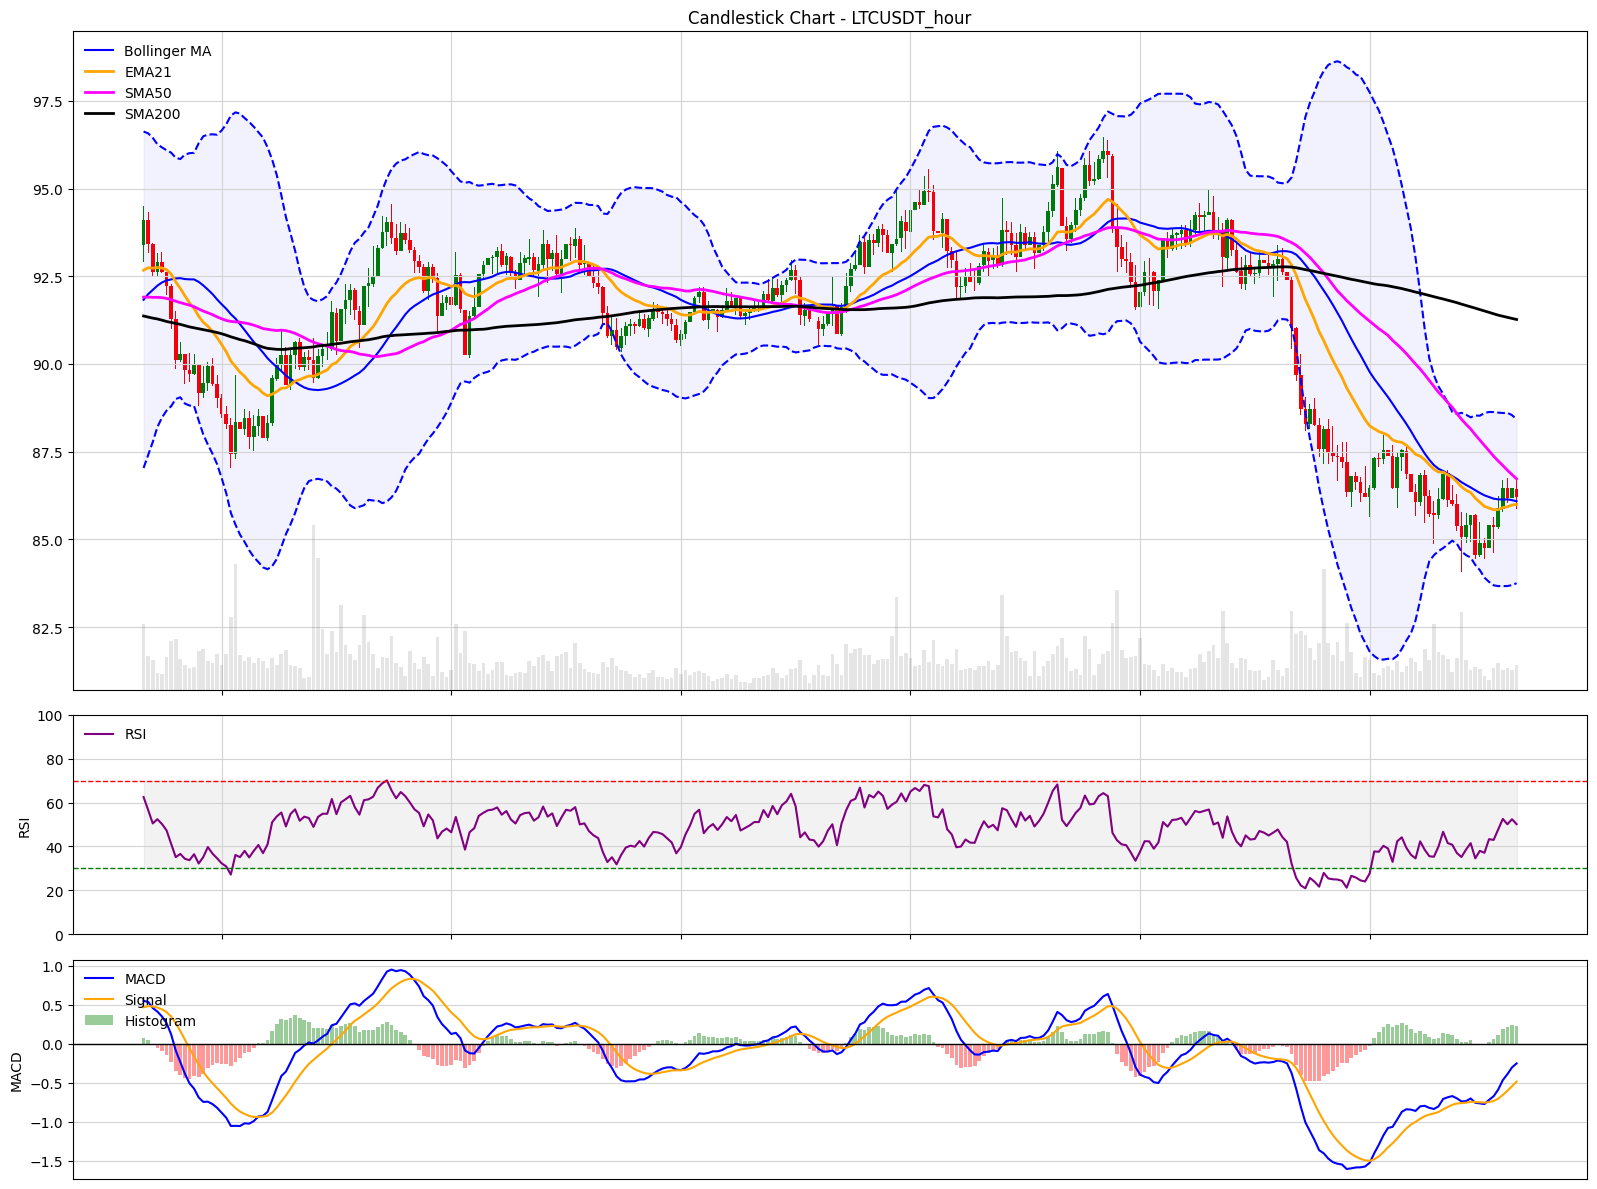 Candlestick Chart - LTCUSDT_hour
Bollinger MA
EMA21
SMA50
SMA200
97.5
95.0
92.5
90.0
87.5
85.0
82.5
RSI
100
80
60
40
20
0
RSI
MACD
Signal
Histogram
1.0
0.5
0.0
−0.5
−1.0
−1.5
MACD